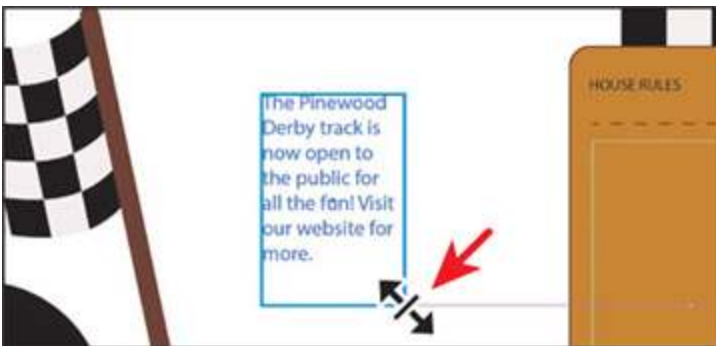 The Pinewood
Derby track is
now open to
the public for
all the fun! Visit
our website for
more.
HOUSE RULES